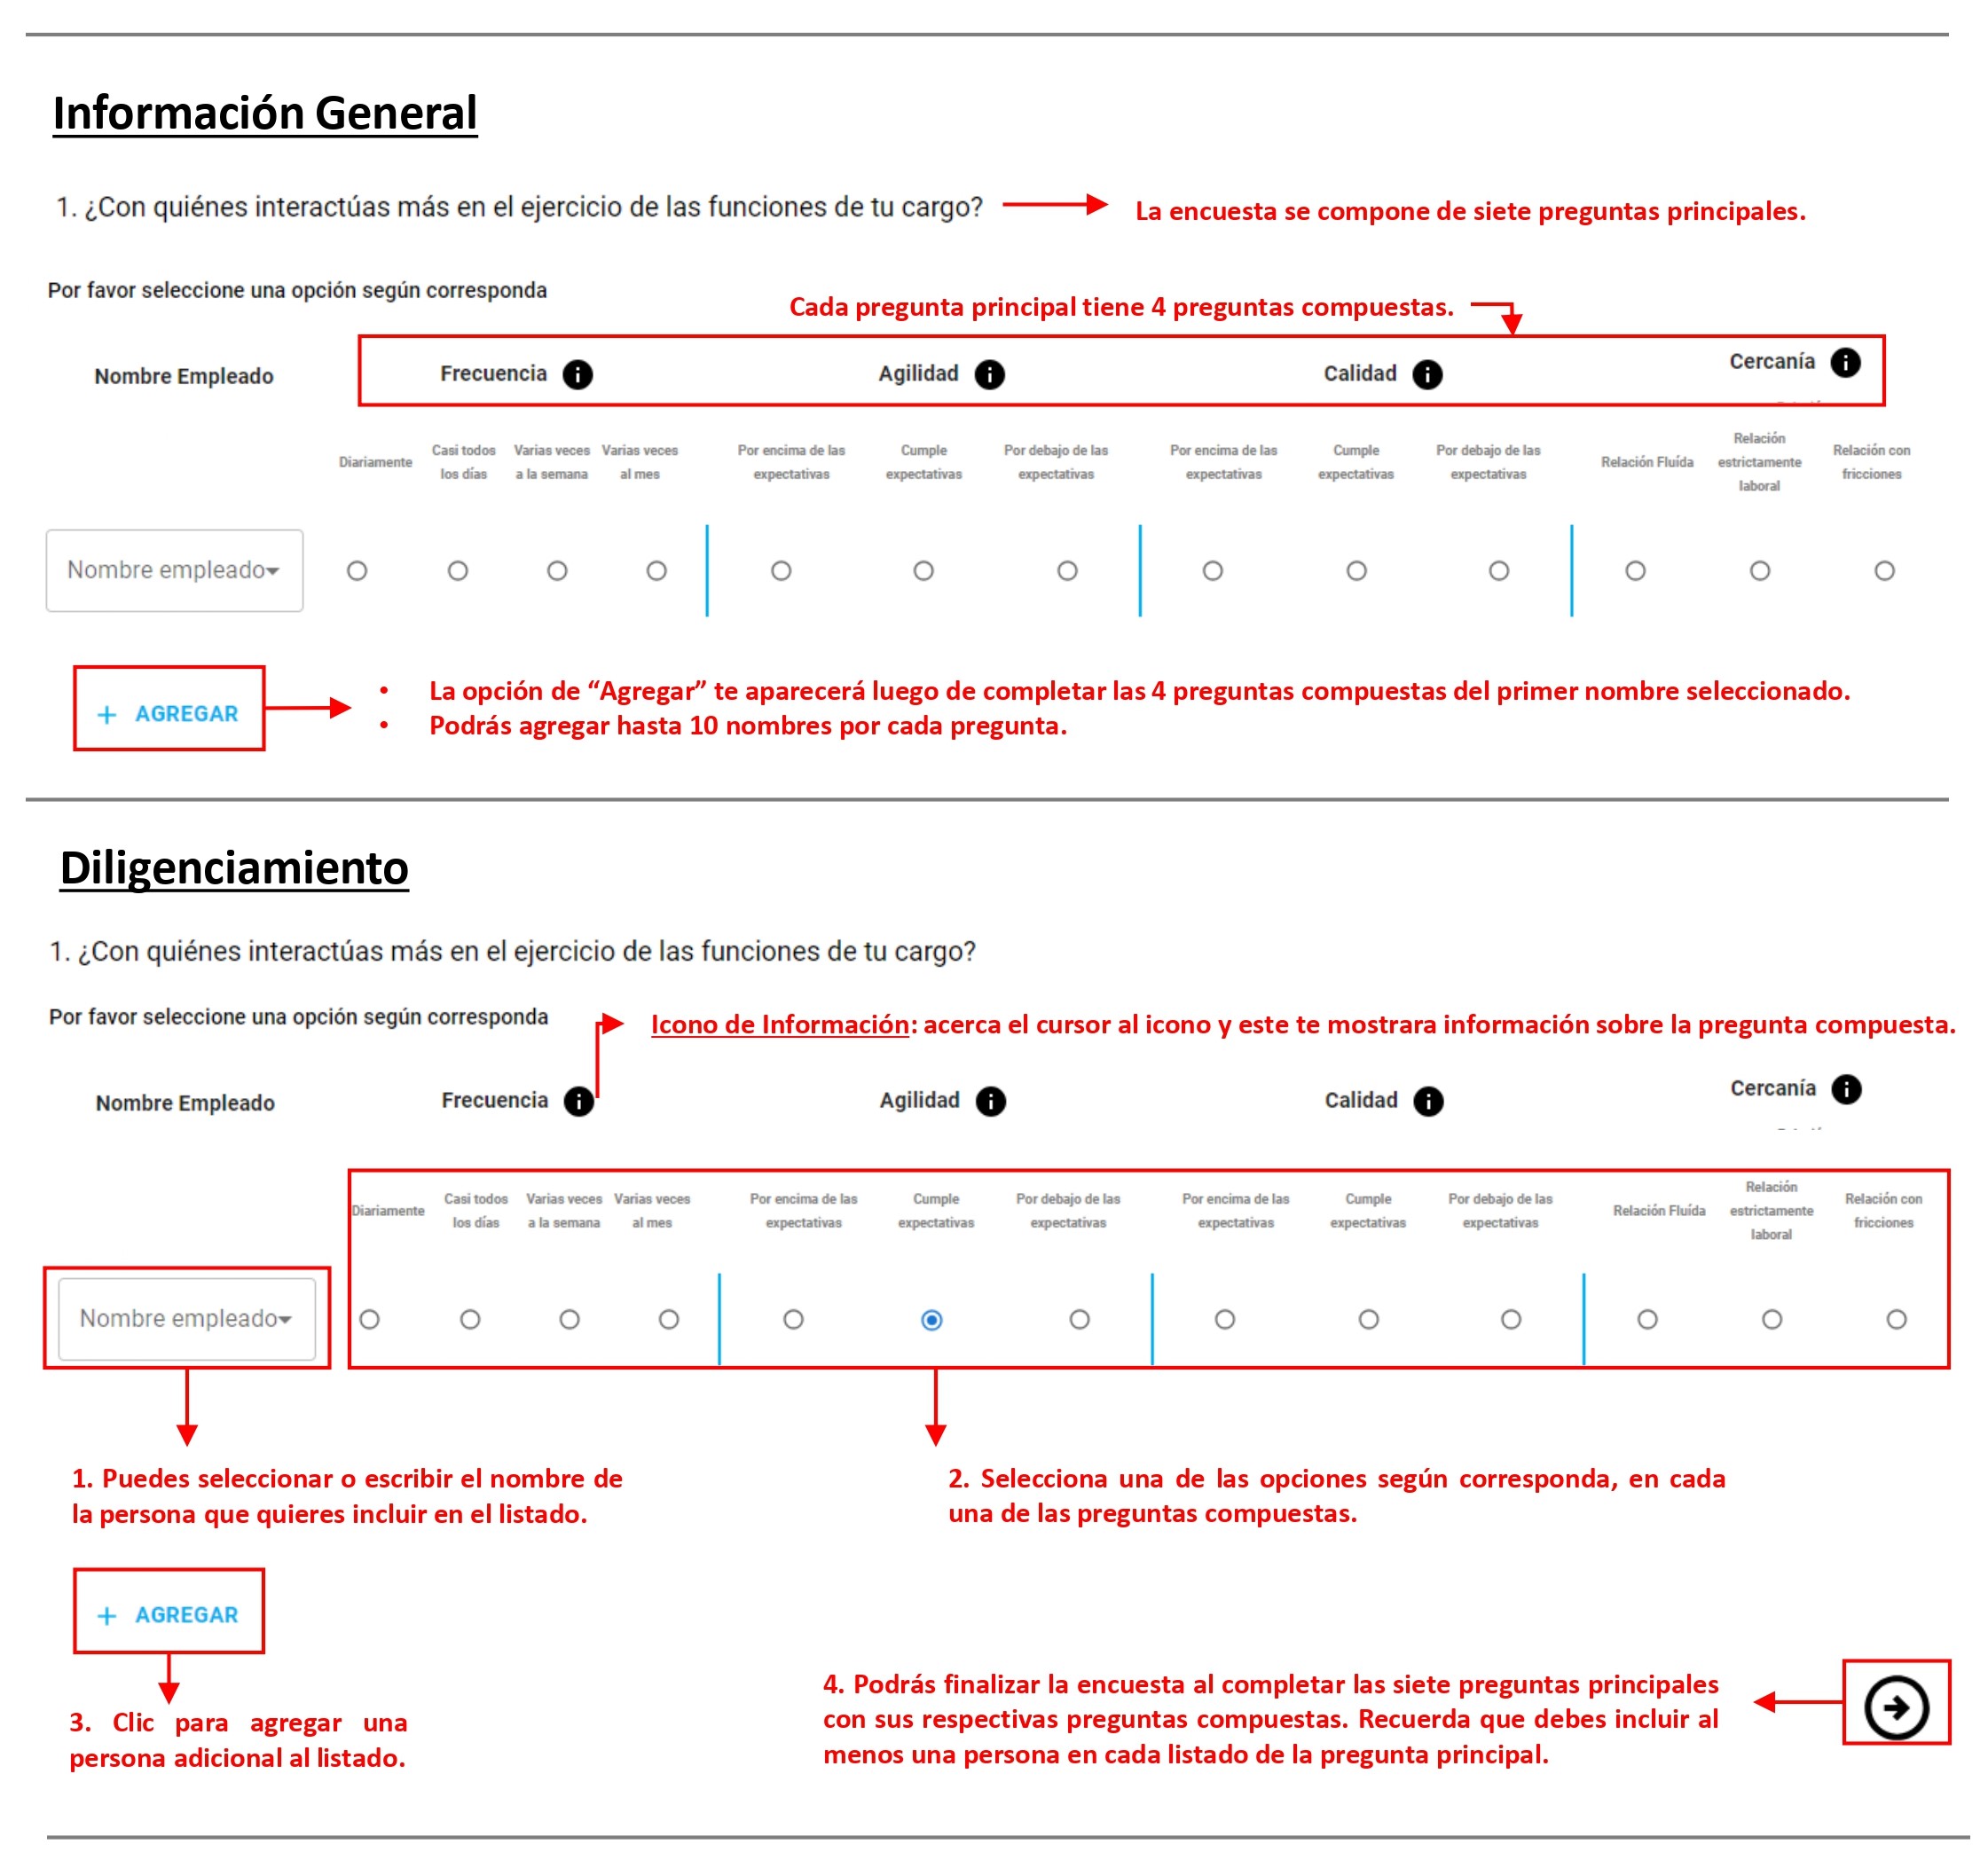 Información General
1. ¿Con quiénes interactúas más en el ejercicio de las funciones de tu cargo?
La encuesta se compone de siete preguntas principales.
Por favor seleccione una opción según corresponda
Cada pregunta principal tiene 4 preguntas compuestas.
Nombre Empleado
Frecuencia
Agilidad
Calidad
Cercanía
Diariamente
Casi todos
los días
Varias veces
a la semana
Varias veces
al mes
Por encima de las
expectativas
Cumple
expectativas
Por debajo de las
expectativas
Por encima de las
expectativas
Cumple
expectativas
Por debajo de las
expectativas
Relación Fluída
Relación
estrictamente
laboral
Relación con
fricciones
Nombre empleado
+ AGREGAR
• La opción de “Agregar” te aparecerá luego de completar las 4 preguntas compuestas del primer nombre seleccionado.
• Podrás agregar hasta 10 nombres por cada pregunta.
Diligenciamiento
1. ¿Con quiénes interactúas más en el ejercicio de las funciones de tu cargo?
Por favor seleccione una opción según corresponda
Icono de Información: acerca el cursor al icono y este te mostrara información sobre la pregunta compuesta.
Nombre Empleado
Frecuencia
Agilidad
Calidad
Cercanía
Diariamente
Casi todos
los días
Varias veces
a la semana
Varias veces
al mes
Por encima de las
expectativas
Cumple
expectativas
Por debajo de las
expectativas
Por encima de las
expectativas
Cumple
expectativas
Por debajo de las
expectativas
Relación Fluída
Relación
estrictamente
laboral
Relación con
fricciones
Nombre empleado
1. Puedes seleccionar o escribir el nombre de
la persona que quieres incluir en el listado.
2. Selecciona una de las opciones según corresponda, en cada
una de las preguntas compuestas.
+ AGREGAR
3. Clic para agregar una
persona adicional al listado.
4. Podrás finalizar la encuesta al completar las siete preguntas principales
con sus respectivas preguntas compuestas. Recuerda que debes incluir al
menos una persona en cada listado de la pregunta principal.